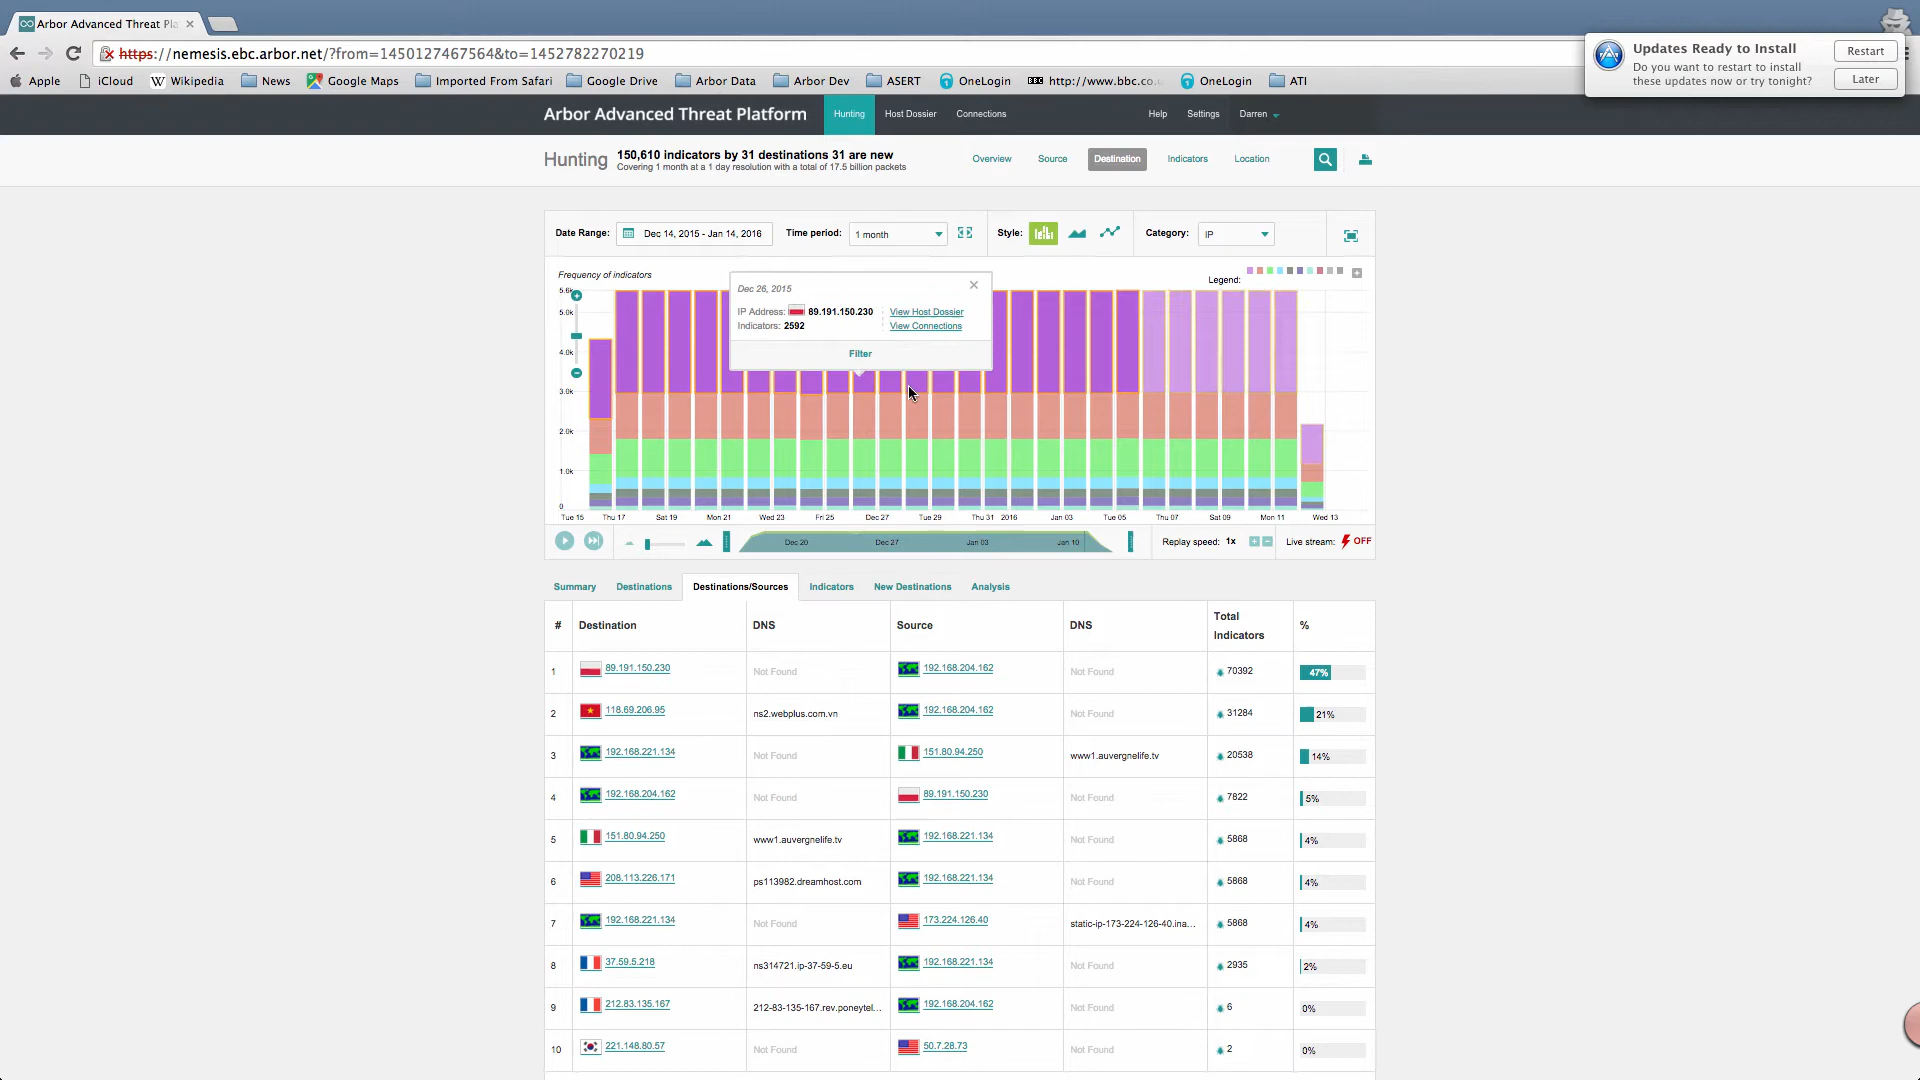 Arbor Advanced Threat Pla
https://nemesis.ebc.arbor.net/?from=1450127467564&to=1452782270219
Apple iCloud Wikipedia News Google Maps Imported From Safari Google Drive Arbor Data Arbor Dev ASERT OneLogin BBC http://www.bbc.co.u OneLogin ATI
Updates Ready to Install
Do you want to restart to install
these updates now or try tonight?
Restart
Later
Arbor Advanced Threat Platform Hunting Host Dossier Connections Help Settings Darren
Hunting 150,610 indicators by 31 destinations 31 are new
Covering 1 month at a 1 day resolution with a total of 17.5 billion packets
Overview Source Destination Indicators Location
Date Range: Dec 14, 2015 - Jan 14, 2016 Time period: 1 month Style: Category: IP
Frequency of indicators
Legend:
Dec 26, 2015
IP Address: 89.191.150.230 View Host Dossier
Indicators: 2592 View Connections
Filter
5.6k
5.0k
4.0k
3.0k
2.0k
1.0k
0
Tue 15 Thu 17 Sat 19 Mon 21 Wed 23 Fri 25 Dec 27 Tue 29 Thu 31 2016 Jan 03 Tue 05 Thu 07 Sat 09 Mon 11 Wed 13
Dec 20 Dec 27 Jan 03 Jan 10 Replay speed: 1x Live stream: OFF
Summary Destinations Destinations/Sources Indicators New Destinations Analysis
# Destination DNS Source DNS Total Indicators %
1 89.191.150.230 Not Found 192.168.204.162 Not Found 70392 47%
2 118.69.206.95 ns2.webplus.com.vn 192.168.204.162 Not Found 31284 21%
3 192.168.221.134 Not Found 151.80.94.250 www1.auvergnelife.tv 20538 14%
4 192.168.204.162 Not Found 89.191.150.230 Not Found 7822 5%
5 151.80.94.250 www1.auvergnelife.tv 192.168.221.134 Not Found 5868 4%
6 208.113.226.171 ps113982.dreamhost.com 192.168.221.134 Not Found 5868 4%
7 192.168.221.134 Not Found 173.224.126.40 static-ip-173-224-126-40.ina... 5868 4%
8 37.59.5.218 ns314721.ip-37-59-5.eu 192.168.221.134 Not Found 2935 2%
9 212.83.135.167 212-83-135-167.rev.poneytel... 192.168.204.162 Not Found 6 0%
10 221.148.80.57 Not Found 50.7.28.73 Not Found 2 0%